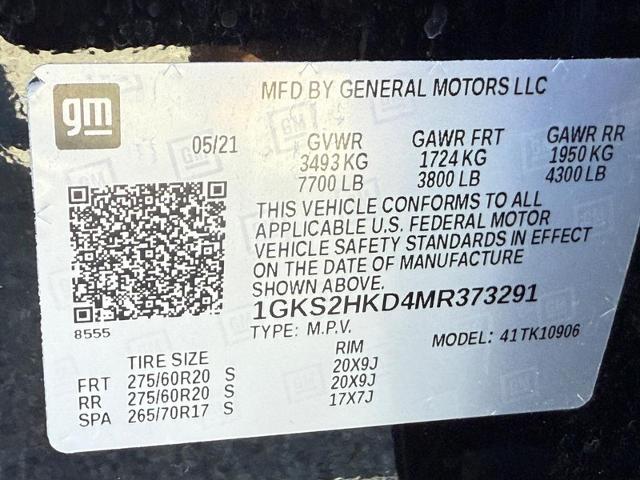 gm
MFD BY GENERAL MOTORS LLC
05/21 GVWR GAWR FRT GAWR RR
3493 KG 1724 KG 1950 KG
7700 LB 3800 LB 4300 LB
THIS VEHICLE CONFORMS TO ALL
APPLICABLE U.S. FEDERAL MOTOR
VEHICLE SAFETY STANDARDS IN EFFECT
ON THE DATE OF MANUFACTURE
SHOWN ABOVE.
1GKS2HKD4MR373291
8555
TYPE: M.P.V. MODEL: 41TK10906
TIRE SIZE RIM
FRT 275/60R20 S 20X9J
RR 275/60R20 S 20X9J
SPA 265/70R17 S 17X7J